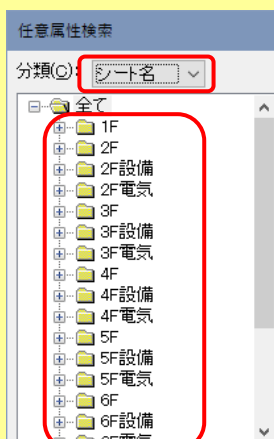 任意属性検索
分類(C): シート名
全て
1F
2F
2F設備
2F電気
3F
3F設備
3F電気
4F
4F設備
4F電気
5F
5F設備
5F電気
6F
6F設備